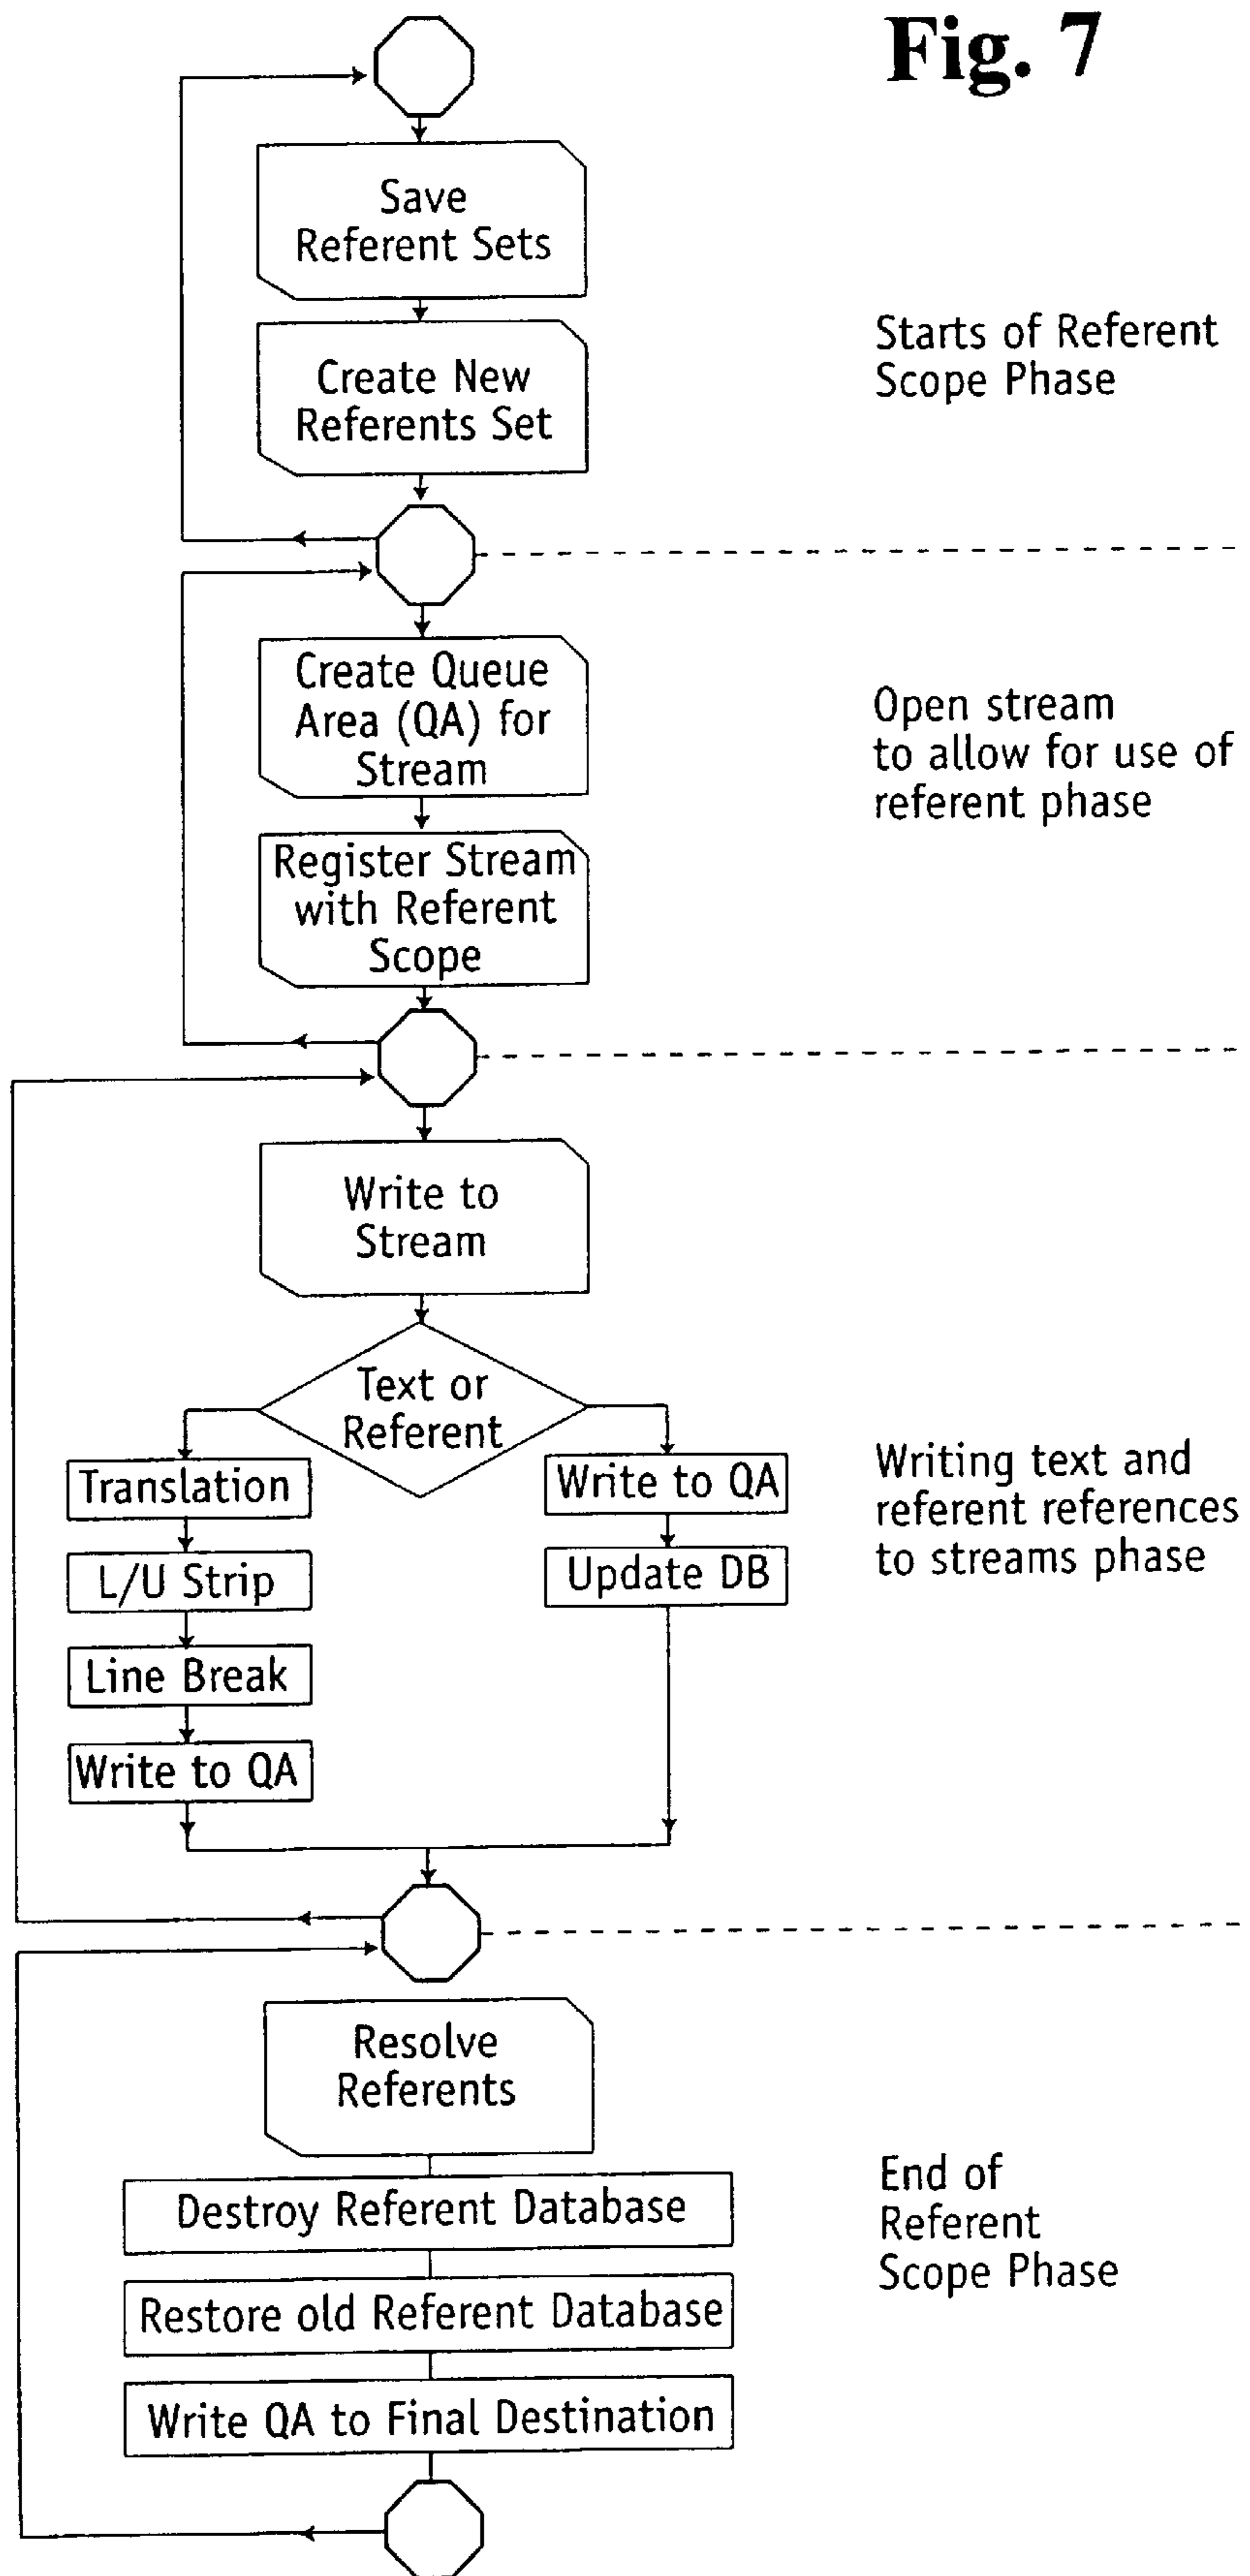 Fig. 7
Save
Referent Sets
Create New
Referents Set
Starts of Referent
Scope Phase
Create Queue
Area (QA) for
Stream
Register Stream
with Referent
Scope
Open stream
to allow for use of
referent phase
Write to
Stream
Text or
Referent
Translation
L/U Strip
Line Break
Write to QA
Write to QA
Update DB
Writing text and
referent references
to streams phase
Resolve
Referents
Destroy Referent Database
Restore old Referent Database
Write QA to Final Destination
End of
Referent
Scope Phase